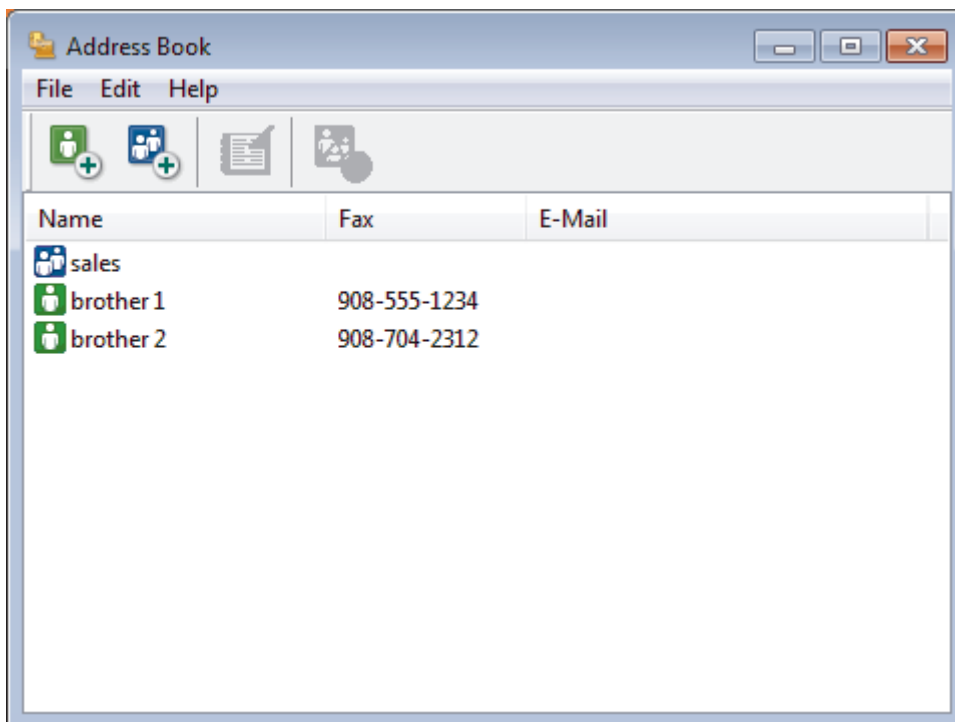 Address Book
File Edit Help
Name Fax E-Mail
sales
brother 1 908-555-1234
brother 2 908-704-2312